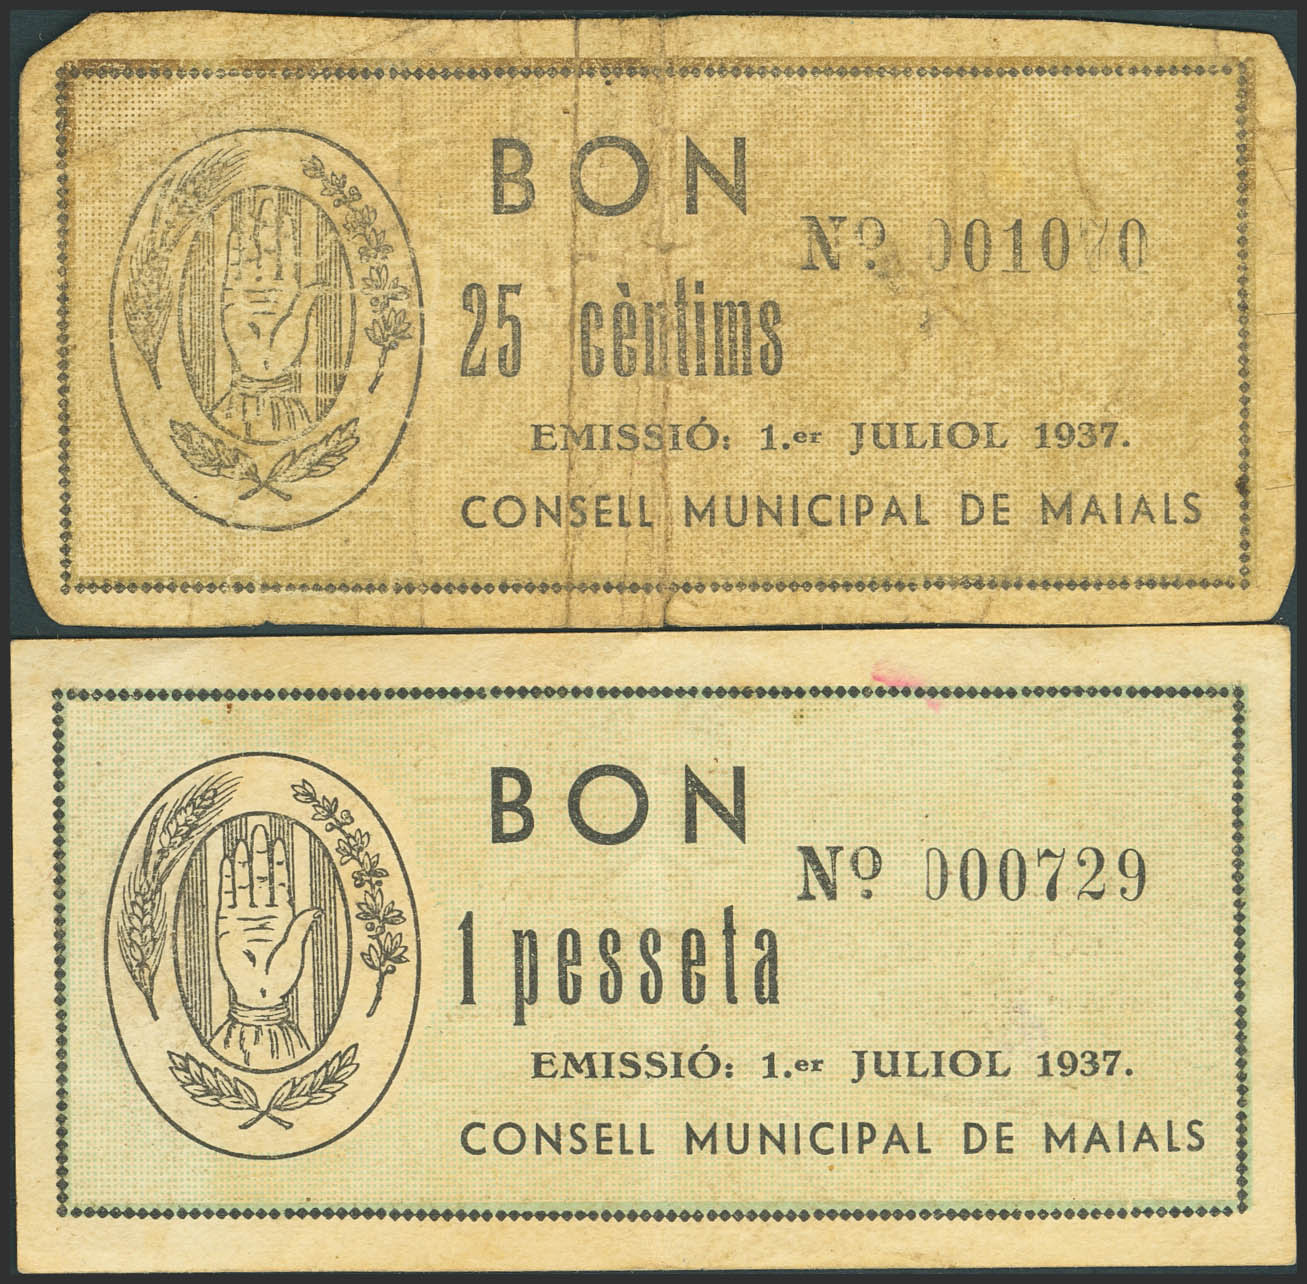 BON
Nº 001070
25 cèntims
EMISSIÓ: 1.er JULIOL 1937.
CONSELL MUNICIPAL DE MAIALS
BON
Nº 000729
1 pesseta
EMISSIÓ: 1.er JULIOL 1937.
CONSELL MUNICIPAL DE MAIALS